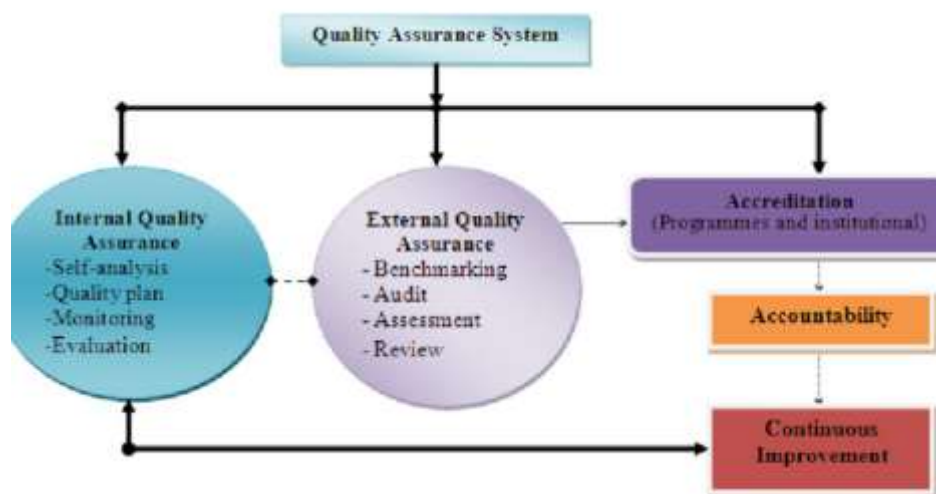 Quality Assurance System
Internal Quality
Assurance
-Self-analysis
-Quality plan
-Monitoring
-Evaluation
External Quality
Assurance
- Benchmarking
- Audit
- Assessment
- Review
Accreditation
(Programmes and institutional)
Accountability
Continuous
Improvement